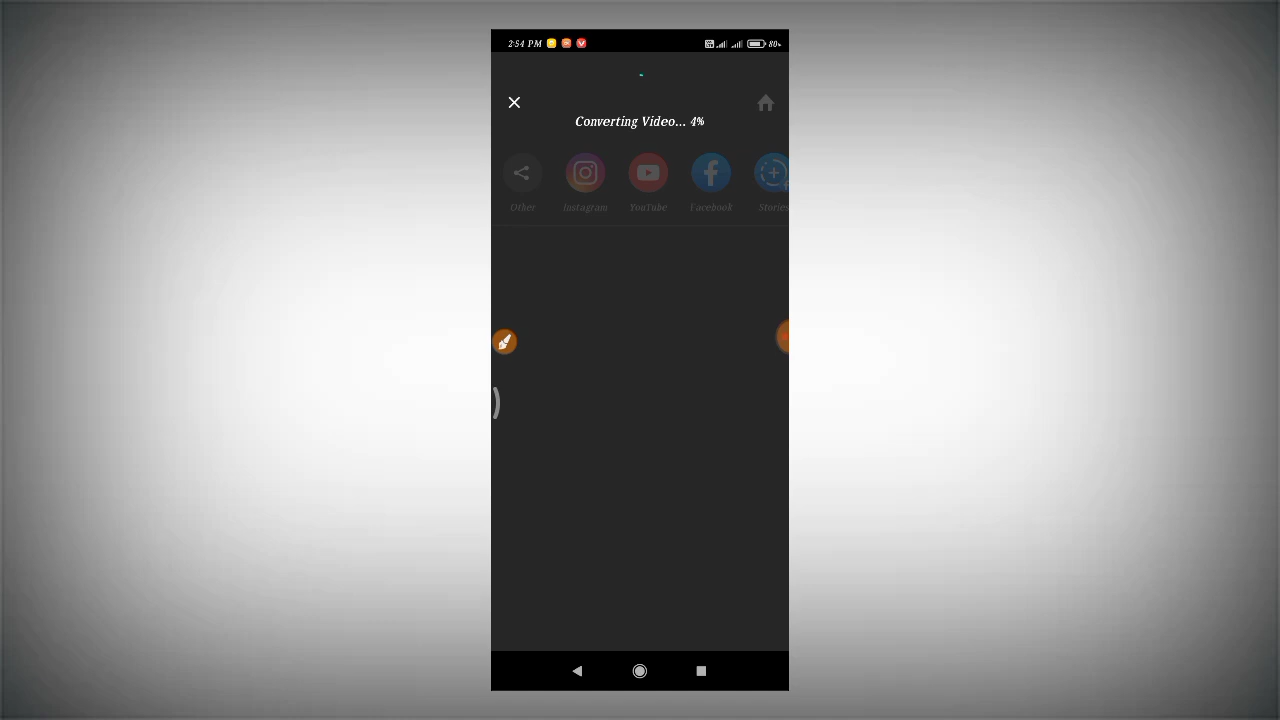 2:54 PM 80%
Converting Video... 4%
Other Instagram YouTube Facebook Stories